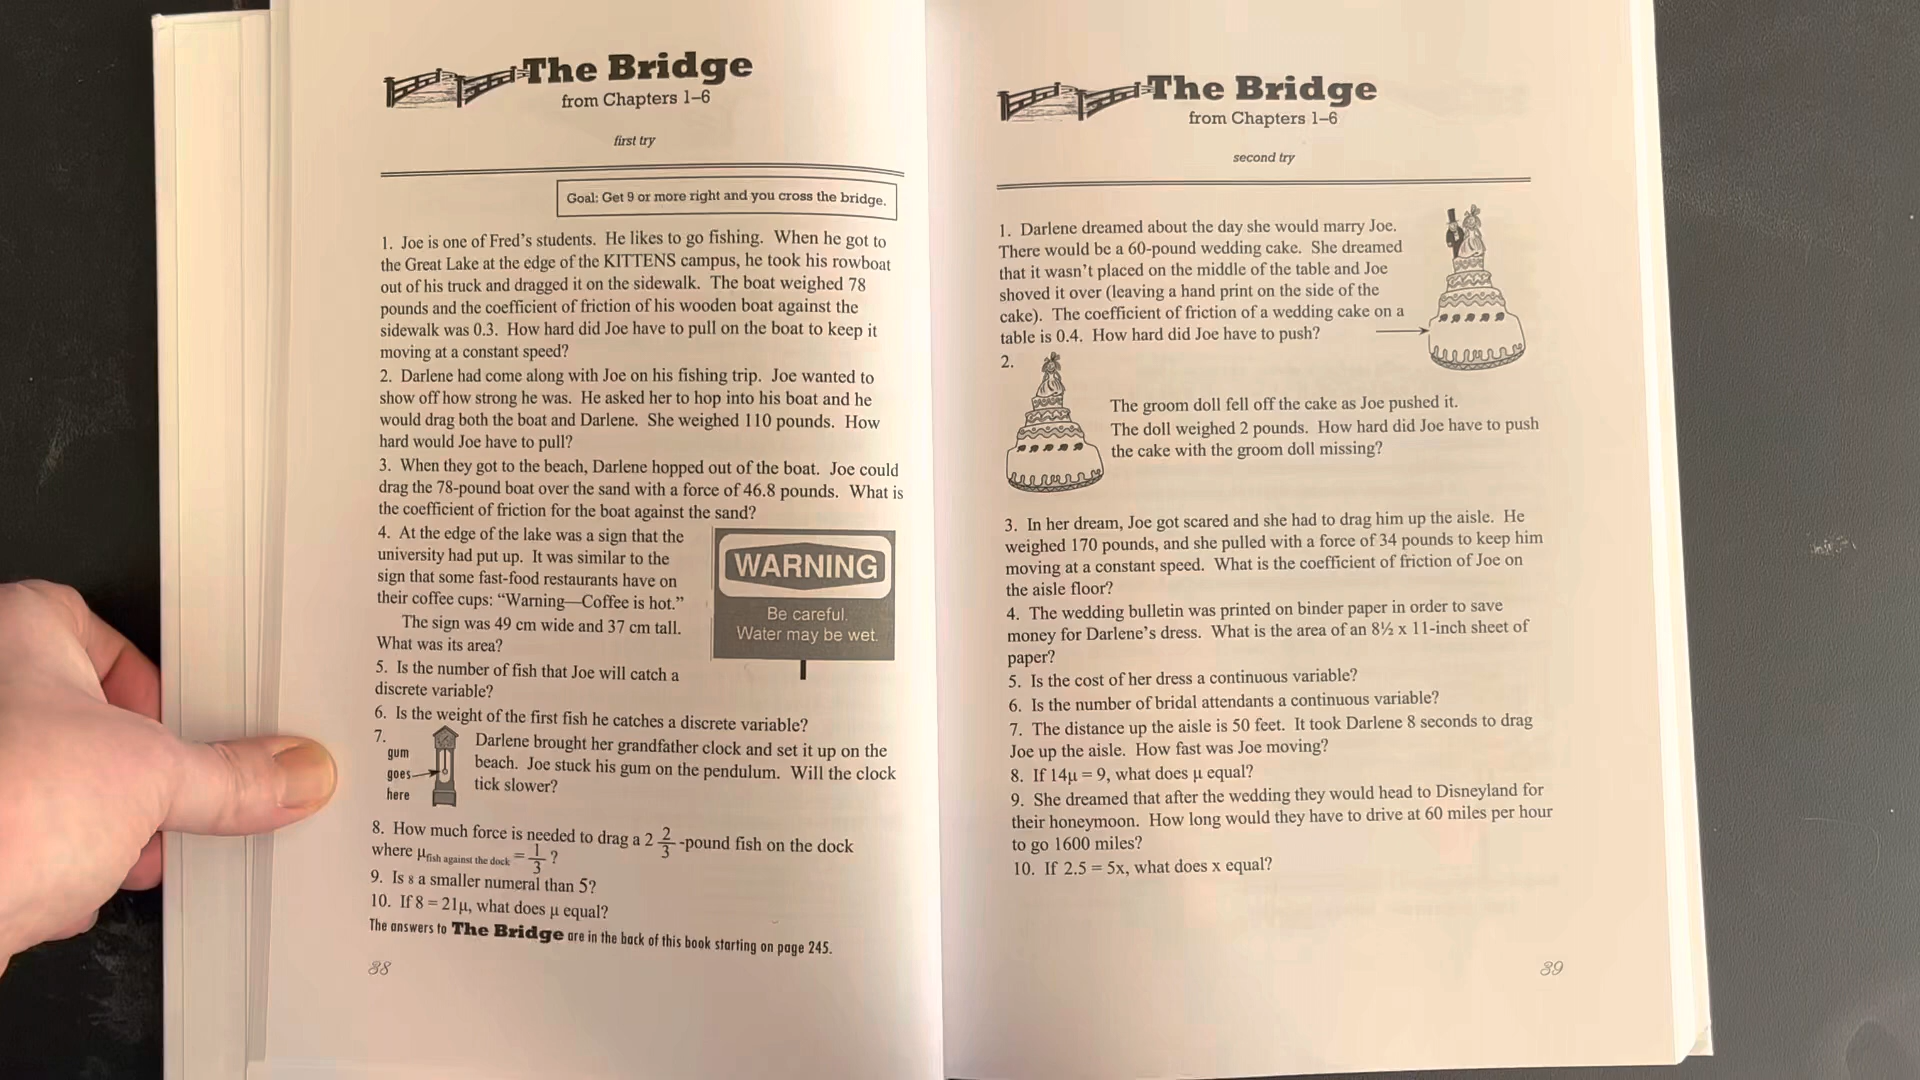 The Bridge
from Chapters 1–6
first try
Goal: Get 9 or more right and you cross the bridge.
1. Joe is one of Fred's students. He likes to go fishing. When he got to
the Great Lake at the edge of the KITTENS campus, he took his rowboat
out of his truck and dragged it on the sidewalk. The boat weighed 78
pounds and the coefficient of friction of his wooden boat against the
sidewalk was 0.3. How hard did Joe have to pull on the boat to keep it
moving at a constant speed?
2. Darlene had come along with Joe on his fishing trip. Joe wanted to
show off how strong he was. He asked her to hop into his boat and he
would drag both the boat and Darlene. She weighed 110 pounds. How
hard would Joe have to pull?
3. When they got to the beach, Darlene hopped out of the boat. Joe could
drag the 78-pound boat over the sand with a force of 46.8 pounds. What is
the coefficient of friction for the boat against the sand?
4. At the edge of the lake was a sign that the
university had put up. It was similar to the
sign that some fast-food restaurants have on
their coffee cups: “Warning—Coffee is hot.”
The sign was 49 cm wide and 37 cm tall.
What was its area?
WARNING
Be careful.
Water may be wet.
5. Is the number of fish that Joe will catch a
discrete variable?
6. Is the weight of the first fish he catches a discrete variable?
7.
gum
goes
here
Darlene brought her grandfather clock and set it up on the
beach. Joe stuck his gum on the pendulum. Will the clock
tick slower?
8. How much force is needed to drag a 2 2/3 -pound fish on the dock
where μfish against the dock = 1/3 ?
9. Is 8 a smaller numeral than 5?
10. If 8 = 21μ, what does μ equal?
The answers to The Bridge are in the back of this book starting on page 245.
38
The Bridge
from Chapters 1–6
second try
1. Darlene dreamed about the day she would marry Joe.
There would be a 60-pound wedding cake. She dreamed
that it wasn't placed on the middle of the table and Joe
shoved it over (leaving a hand print on the side of the
cake). The coefficient of friction of a wedding cake on a
table is 0.4. How hard did Joe have to push?
2.
The groom doll fell off the cake as Joe pushed it.
The doll weighed 2 pounds. How hard did Joe have to push
the cake with the groom doll missing?
3. In her dream, Joe got scared and she had to drag him up the aisle. He
weighed 170 pounds, and she pulled with a force of 34 pounds to keep him
moving at a constant speed. What is the coefficient of friction of Joe on
the aisle floor?
4. The wedding bulletin was printed on binder paper in order to save
money for Darlene's dress. What is the area of an 8½ x 11-inch sheet of
paper?
5. Is the cost of her dress a continuous variable?
6. Is the number of bridal attendants a continuous variable?
7. The distance up the aisle is 50 feet. It took Darlene 8 seconds to drag
Joe up the aisle. How fast was Joe moving?
8. If 14μ = 9, what does μ equal?
9. She dreamed that after the wedding they would head to Disneyland for
their honeymoon. How long would they have to drive at 60 miles per hour
to go 1600 miles?
10. If 2.5 = 5x, what does x equal?
39